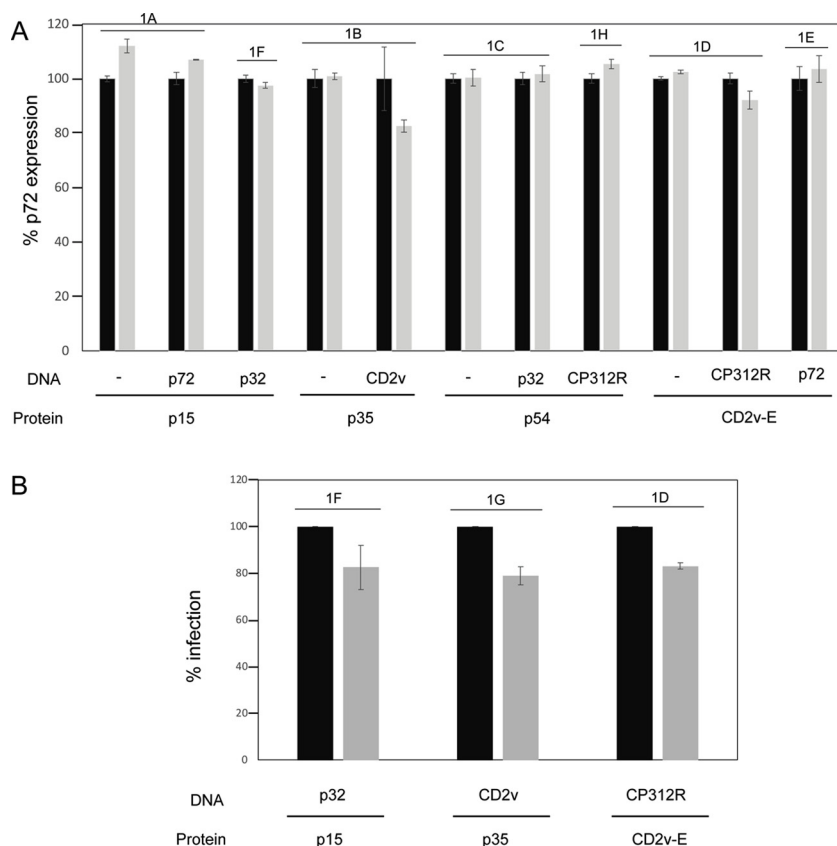 A
1A
1F
1B
1C
1H
1D
1E
% p72 expression
120
100
80
60
40
20
0
DNA - p72 p32 - CD2v - p32 CP312R - CP312R p72
Protein p15 p35 p54 CD2v-E
B
1F
1G
1D
% infection
120
100
80
60
40
20
0
DNA p32 CD2v CP312R
Protein p15 p35 CD2v-E